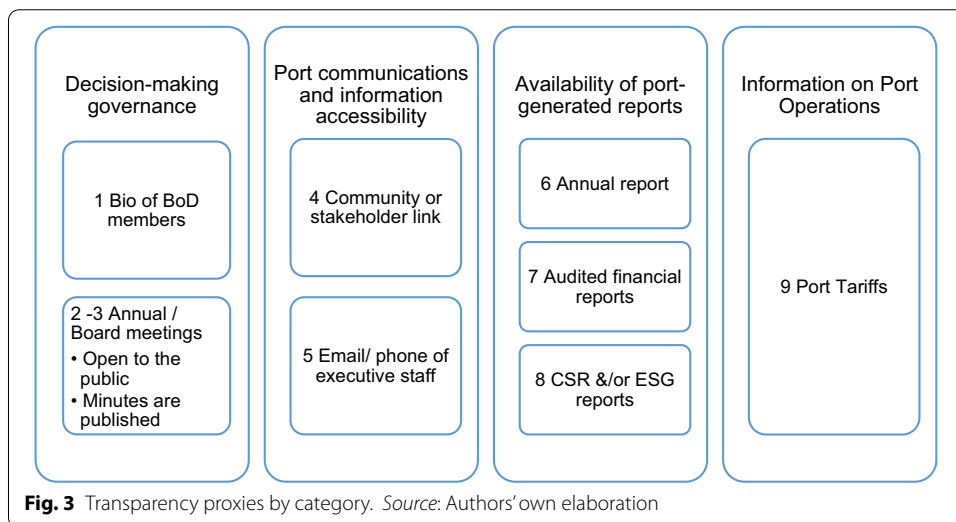 Decision-making
governance
1 Bio of BoD
members
2 -3 Annual /
Board meetings
• Open to the
public
• Minutes are
published
Port communications
and information
accessibility
4 Community or
stakeholder link
5 Email/ phone of
executive staff
Availability of port-
generated reports
6 Annual report
7 Audited financial
reports
8 CSR &/or ESG
reports
Information on Port
Operations
9 Port Tariffs
Fig. 3 Transparency proxies by category. Source: Authors' own elaboration